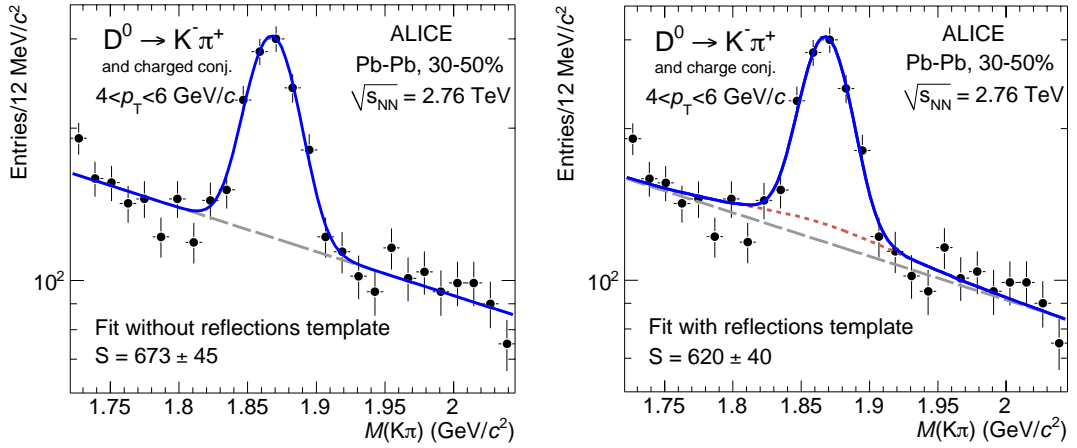 Entries/12 MeV/c²
D⁰ → K⁻π⁺
and charged conj.
4<p_T<6 GeV/c
ALICE
Pb-Pb, 30-50%
√s_NN = 2.76 TeV
10²
Fit without reflections template
S = 673 ± 45
1.75 1.8 1.85 1.9 1.95 2
M(Kπ) (GeV/c²)
Entries/12 MeV/c²
D⁰ → K⁻π⁺
and charge conj.
4<p_T<6 GeV/c
ALICE
Pb-Pb, 30-50%
√s_NN = 2.76 TeV
10²
Fit with reflections template
S = 620 ± 40
1.75 1.8 1.85 1.9 1.95 2
M(Kπ) (GeV/c²)